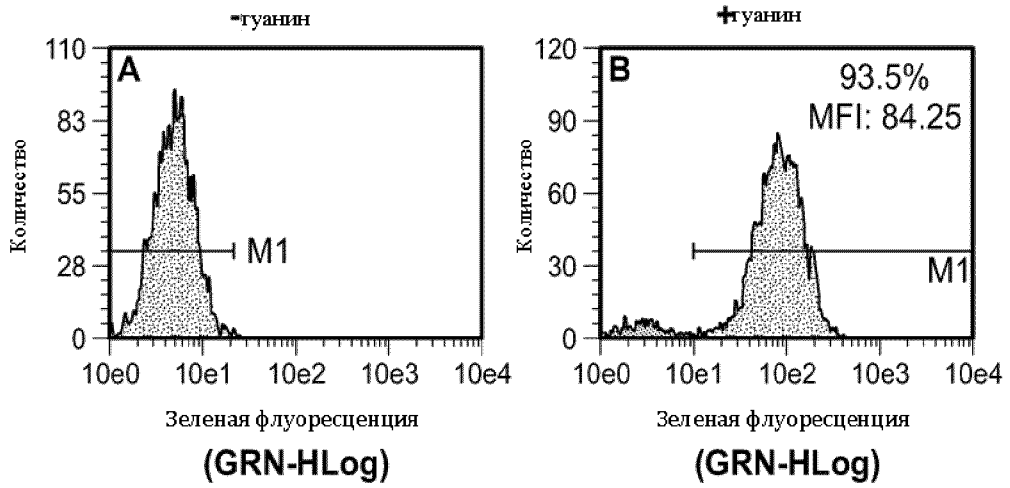 -гуанин
A
110
83
55
28
0
M1
10e0 10e1 10e2 10e3 10e4
Количество
Зеленая флуоресценция
(GRN-HLog)
+гуанин
B
93.5%
MFI: 84.25
120
90
60
30
0
M1
10e0 10e1 10e2 10e3 10e4
Количество
Зеленая флуоресценция
(GRN-HLog)